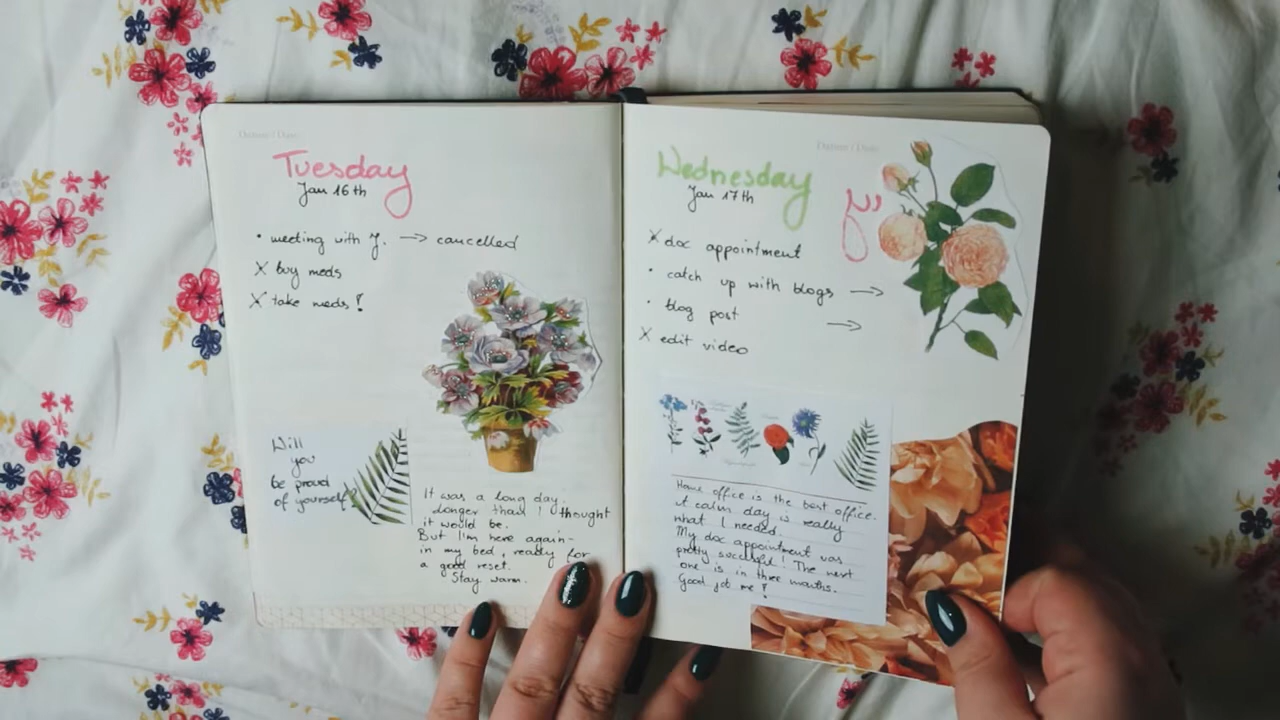 Tuesday
Jan 16th
• meeting with J. → cancelled
X buy meds
X take meds!
Will
you
be proud
of yourself?
It was a long day.
Longer than I thought
it would be.
But I'm here again -
in my bed, ready for
a good reset.
Stay warm.
Wednesday
Jan 17th
X doc appointment
• catch up with blogs →
• blog post →
X edit video
Home office is the best office.
A calm day is really
what I needed.
My doc appointment was
pretty succesful! The next
one is in three months.
Good job me!